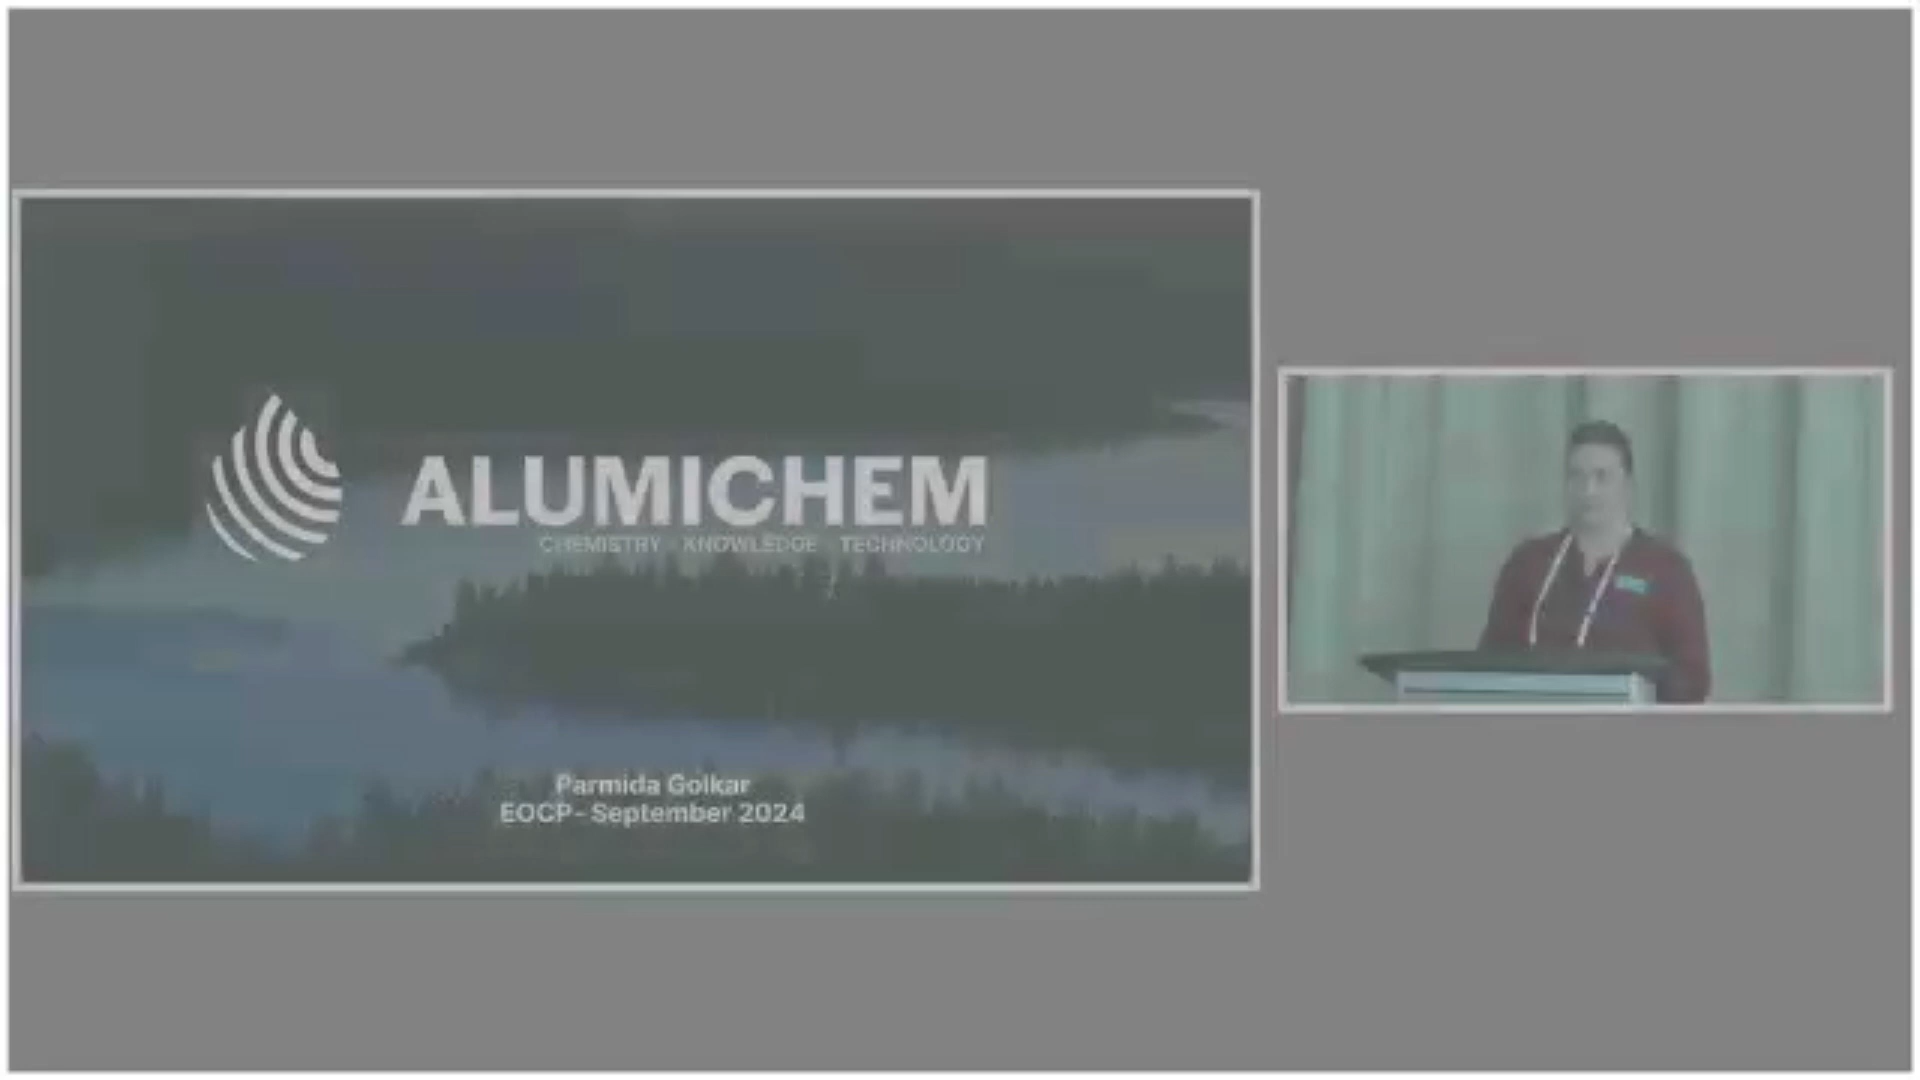 ALUMICHEM
CHEMISTRY - KNOWLEDGE - TECHNOLOGY
Parmida Golkar
EOCP- September 2024